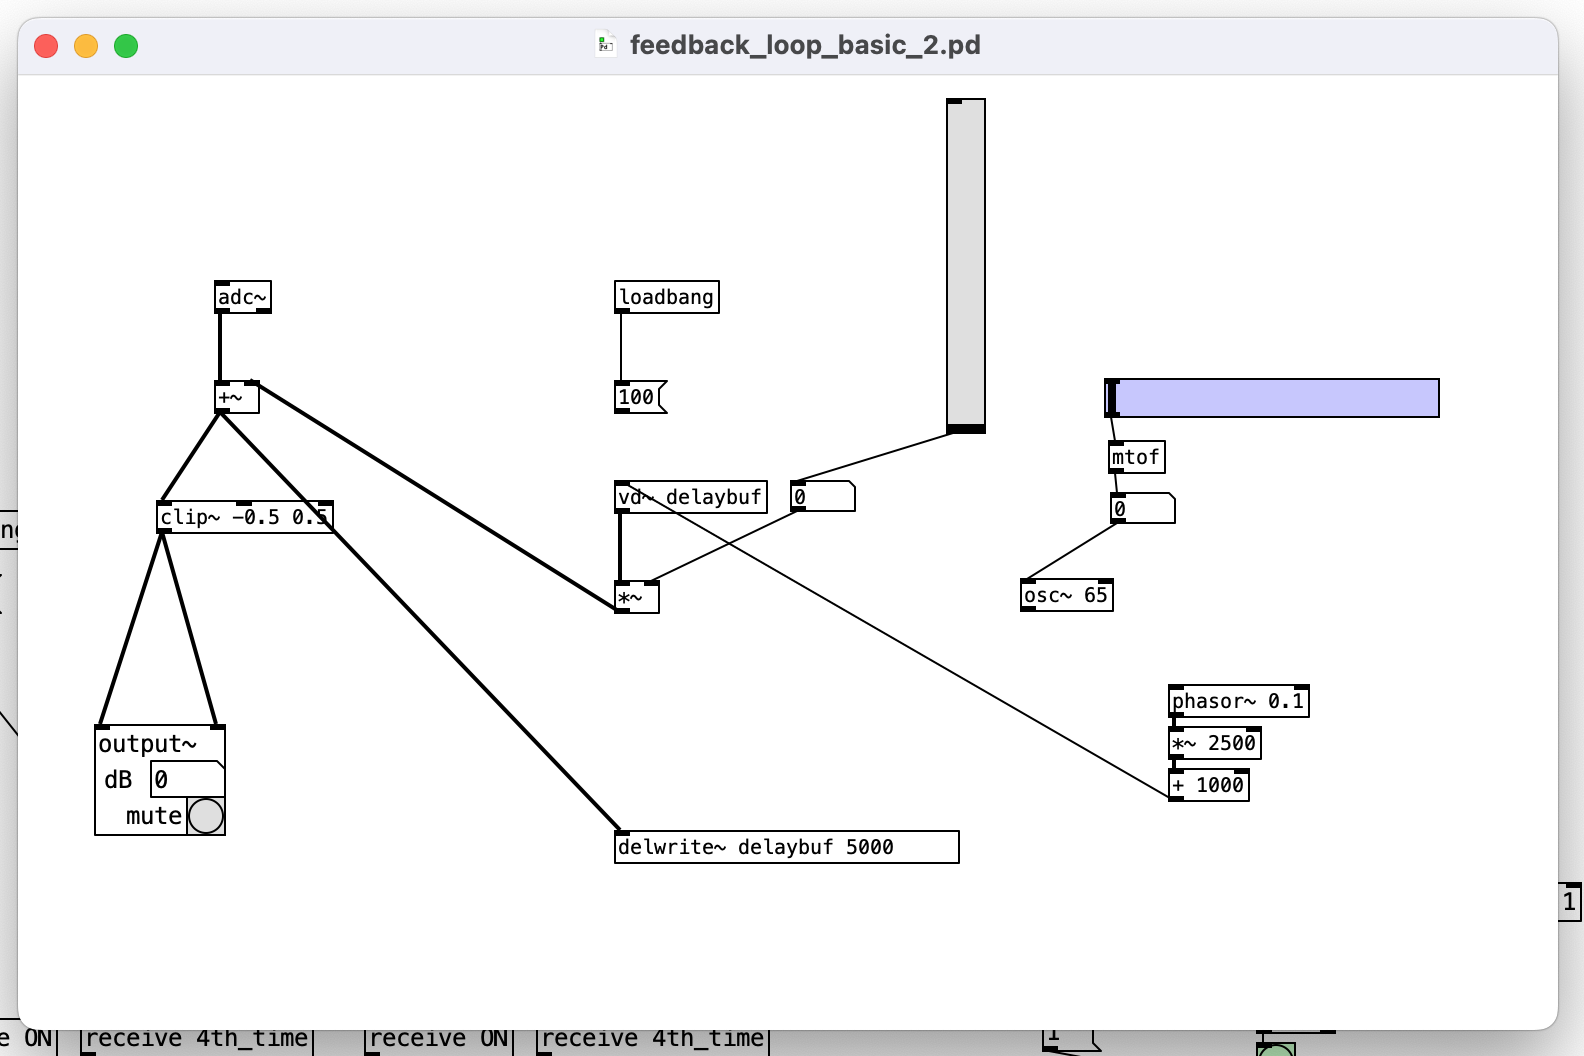 feedback_loop_basic_2.pd
adc~
loadbang
+~
100
mtof
vd~ delaybuf
0
0
clip~ -0.5 0.5
*~
osc~ 65
phasor~ 0.1
*~ 2500
output~
dB 0
mute
+ 1000
delwrite~ delaybuf 5000
1
e ON
receive 4th_time
receive ON
receive 4th_time
1